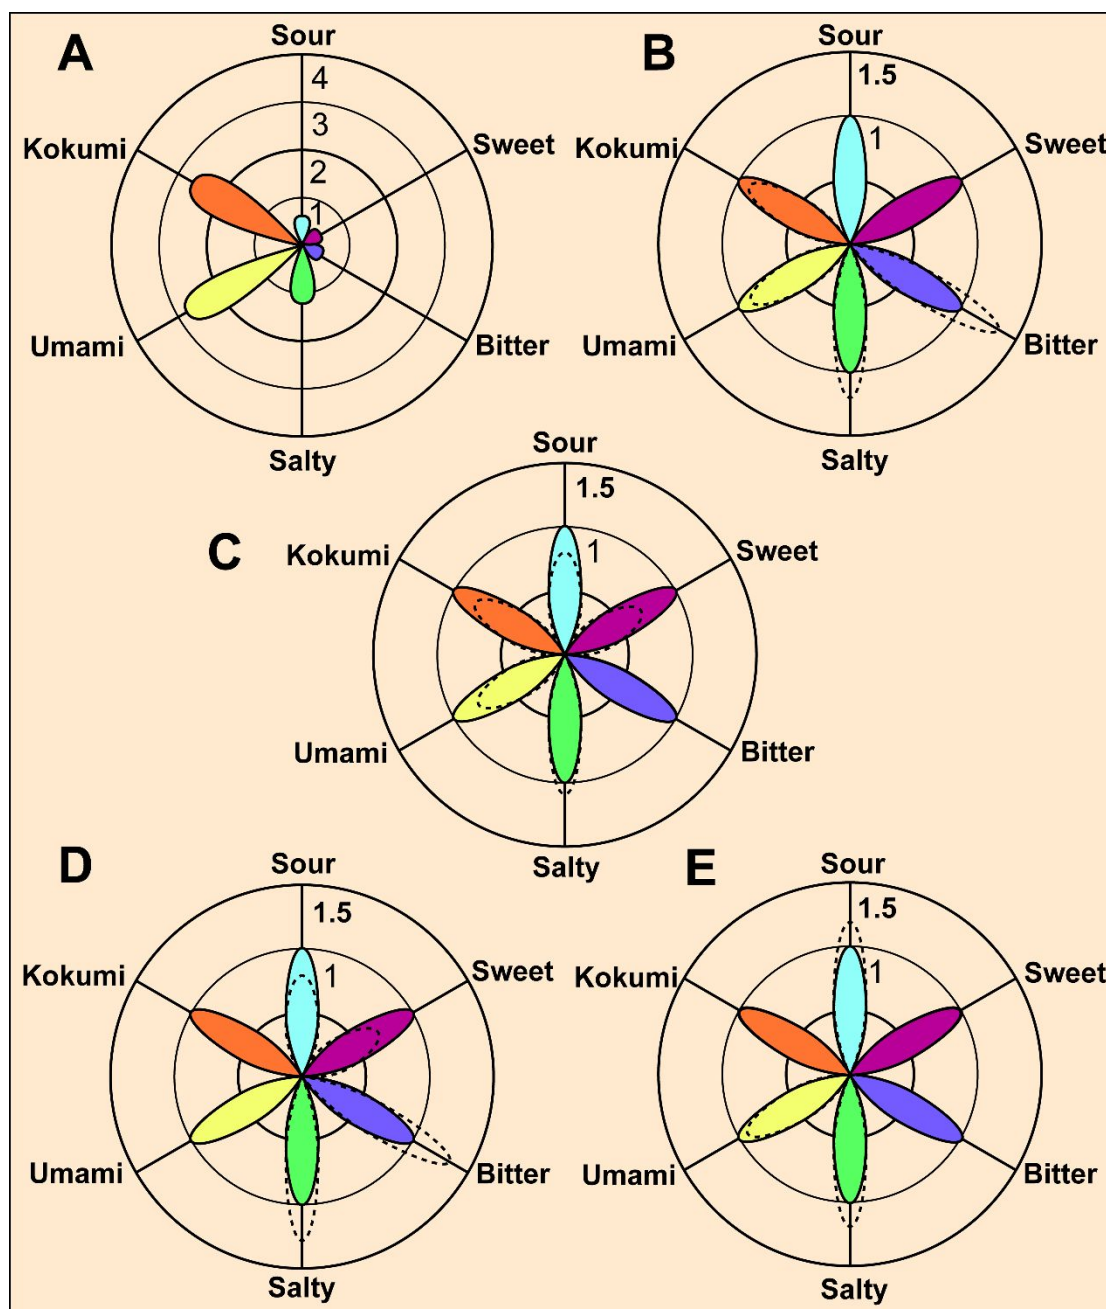 A
Sour
4
3
2
1
Kokumi
Sweet
Umami
Bitter
Salty
B
Sour
1.5
1
Kokumi
Sweet
Umami
Bitter
Salty
C
Sour
1.5
1
Kokumi
Sweet
Umami
Bitter
Salty
D
Sour
1.5
1
Kokumi
Sweet
Umami
Bitter
Salty
E
Sour
1.5
1
Kokumi
Sweet
Umami
Bitter
Salty